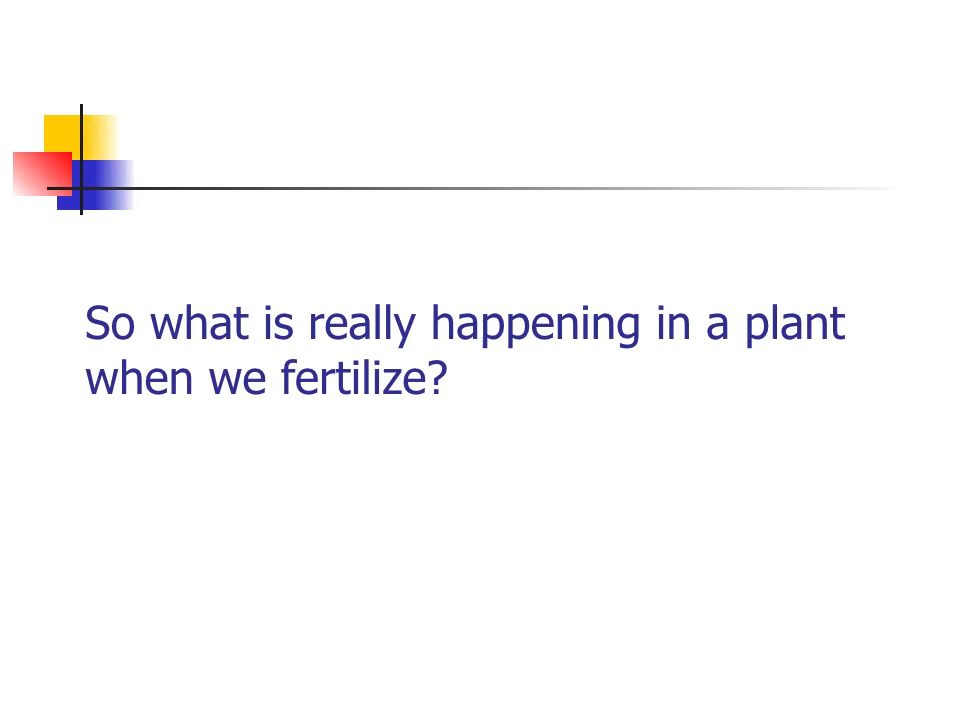 So what is really happening in a plant
when we fertilize?